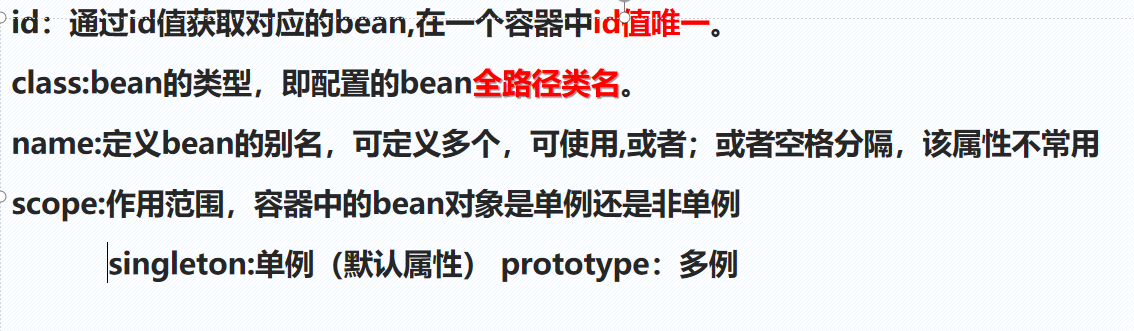 id：通过id值获取对应的bean,在一个容器中id值唯一。
class:bean的类型，即配置的bean全路径类名。
name:定义bean的别名，可定义多个，可使用,或者；或者空格分隔，该属性不常用
scope:作用范围，容器中的bean对象是单例还是非单例
singleton:单例（默认属性） prototype：多例